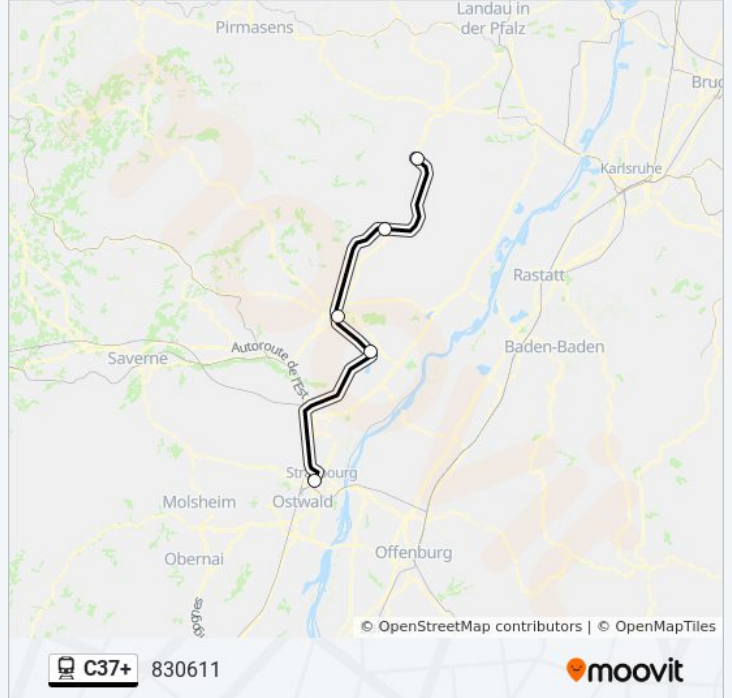 Landau in
der Pfalz
Pirmasens
Bruc
Karlsruhe
Rastatt
Baden-Baden
Autoroute de l'Est
Saverne
Strasbourg
Ostwald
Molsheim
Obernai
Offenburg
© OpenStreetMap contributors | © OpenMapTiles
C37+ 830611
moovit